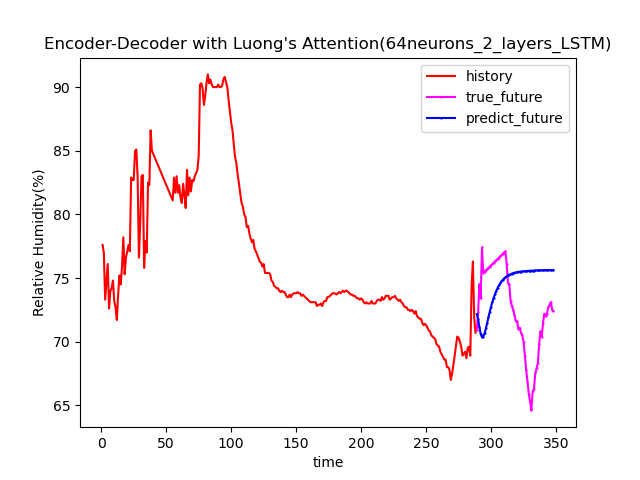 Encoder-Decoder with Luong's Attention(64neurons_2_layers_LSTM)
history
true_future
predict_future
Relative Humidity(%)
90
85
80
75
70
65
0 50 100 150 200 250 300 350
time